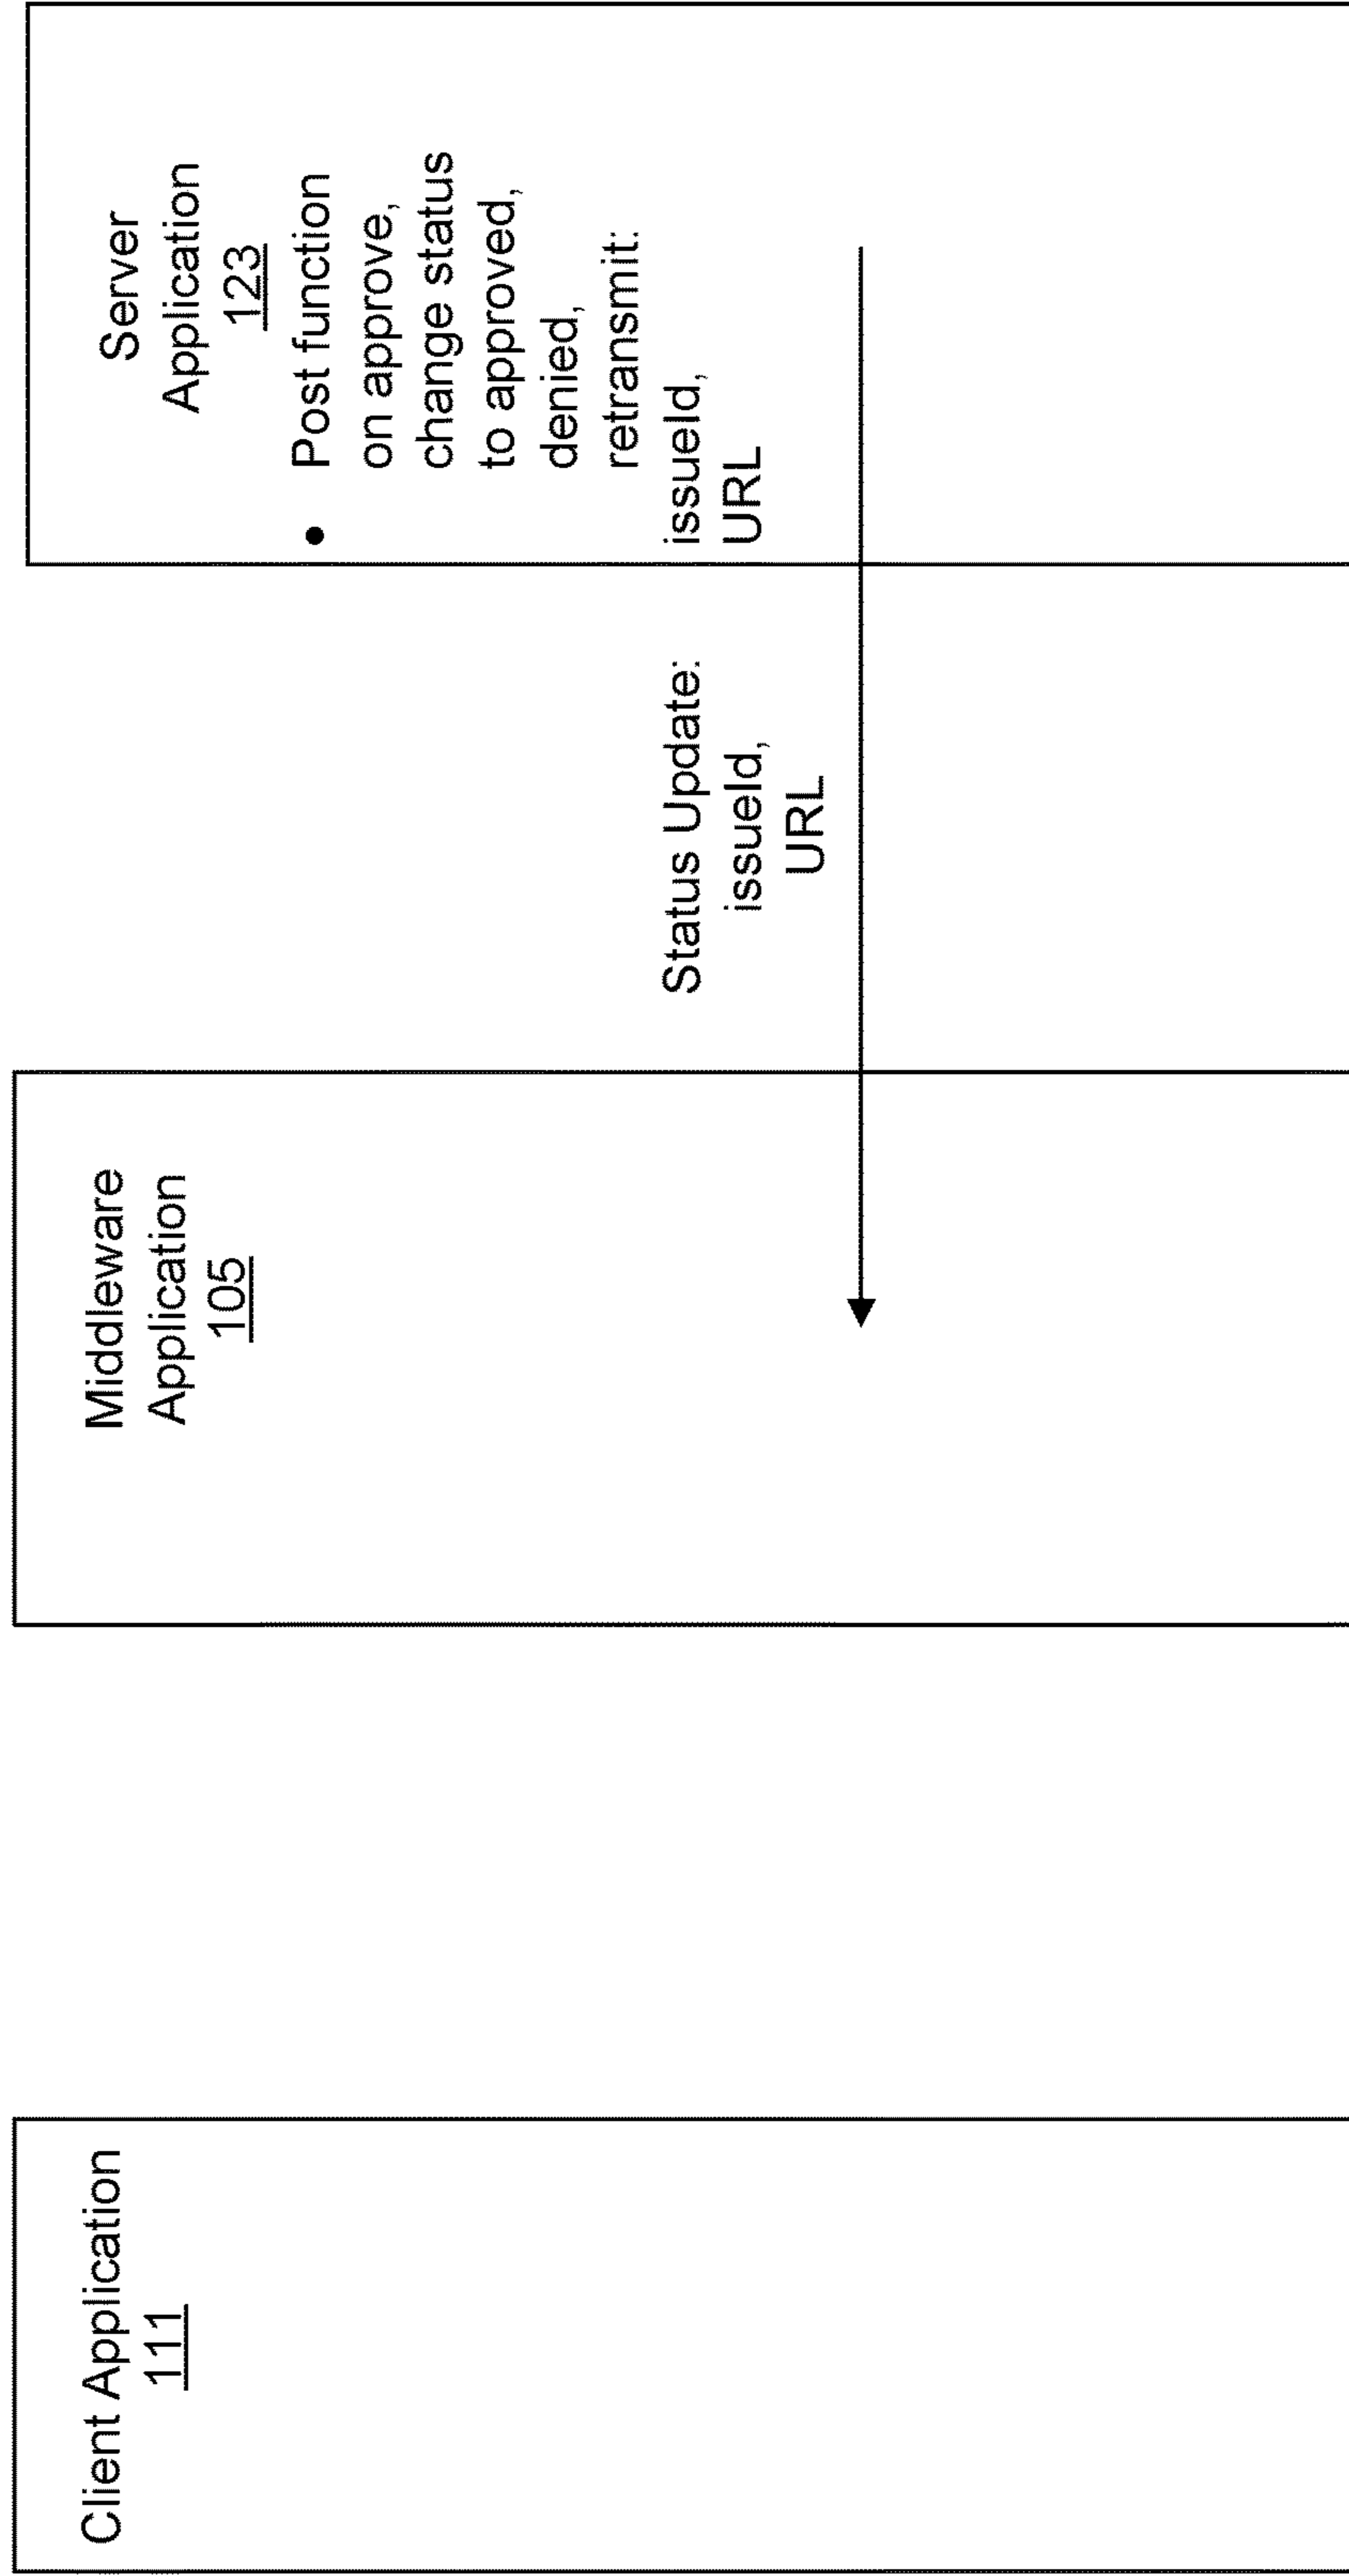 Client Application
111
Middleware
Application
105
Server
Application
123
• Post function
on approve,
change status
to approved,
denied,
retransmit:
issueId,
URL
Status Update:
issueId,
URL